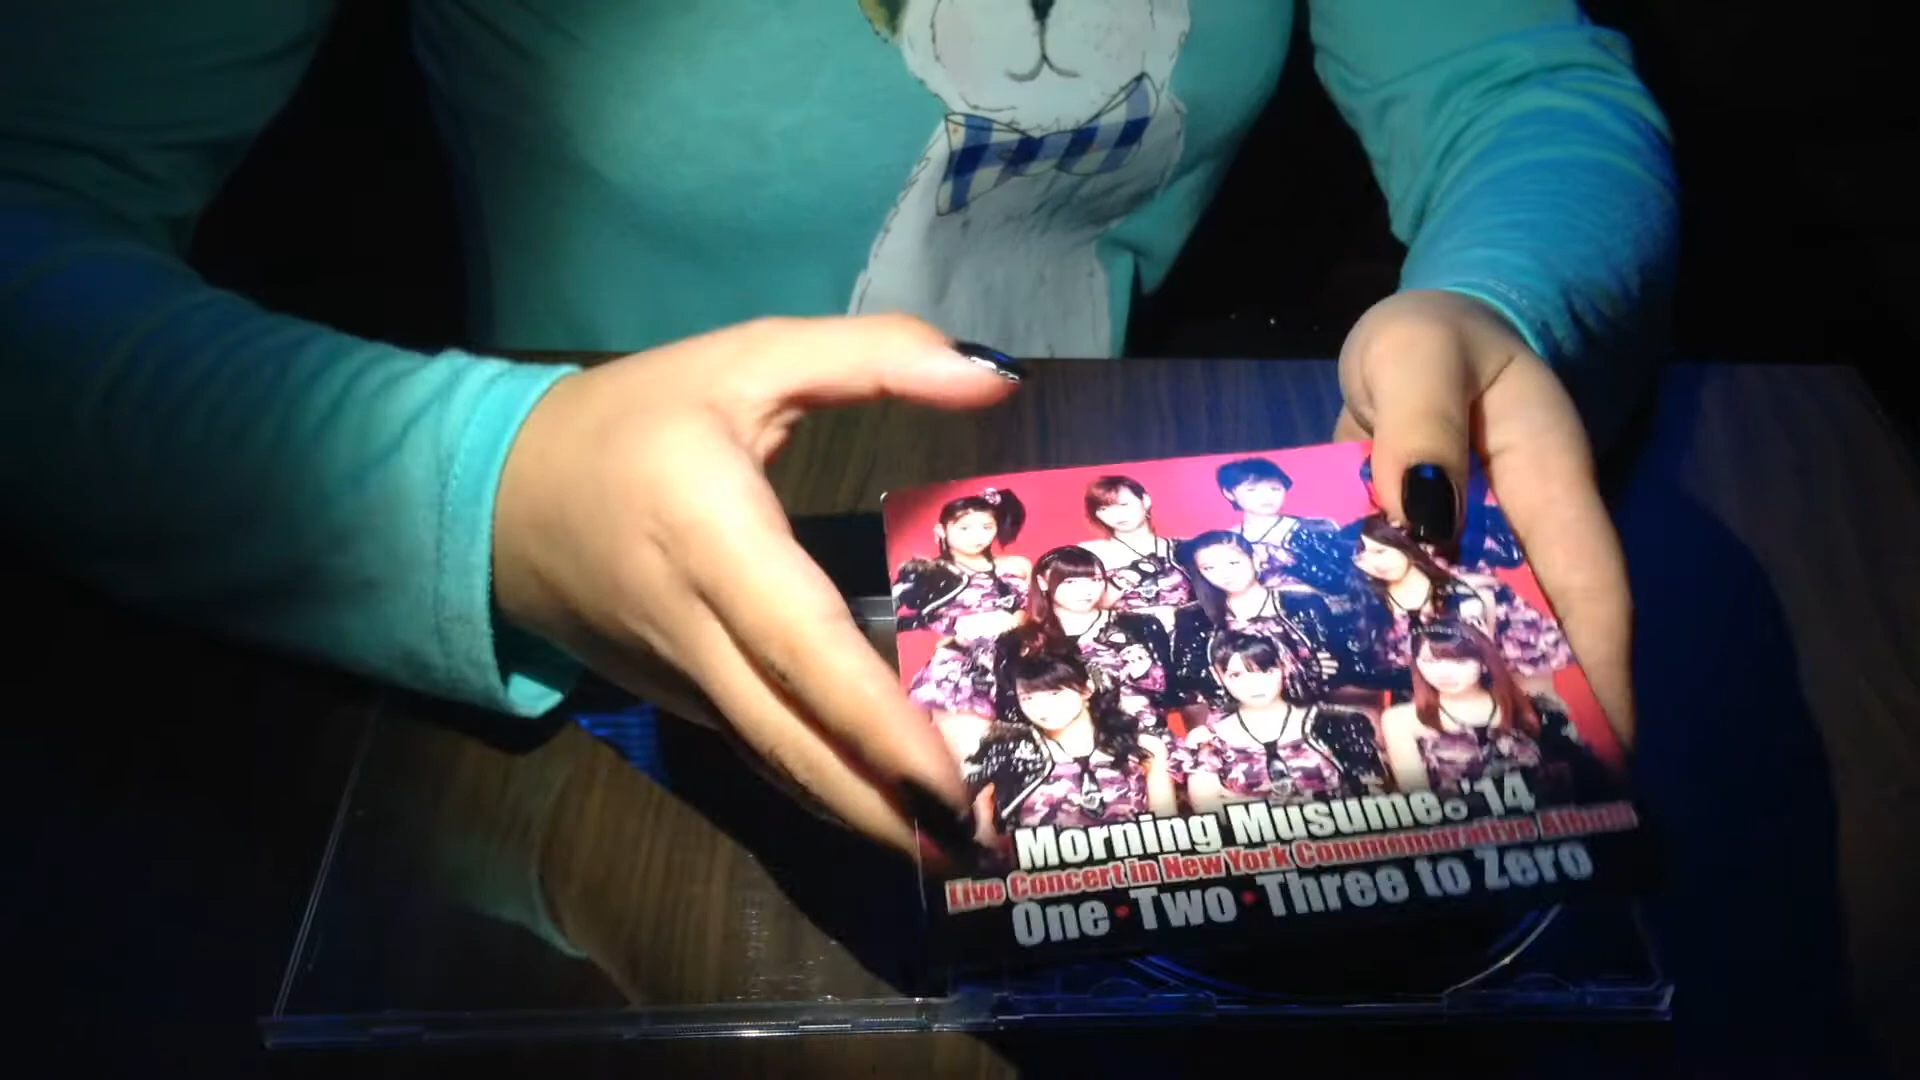 Morning Musume。'14
Live Concert in New York Commemorative Album
One・Two・Three to Zero